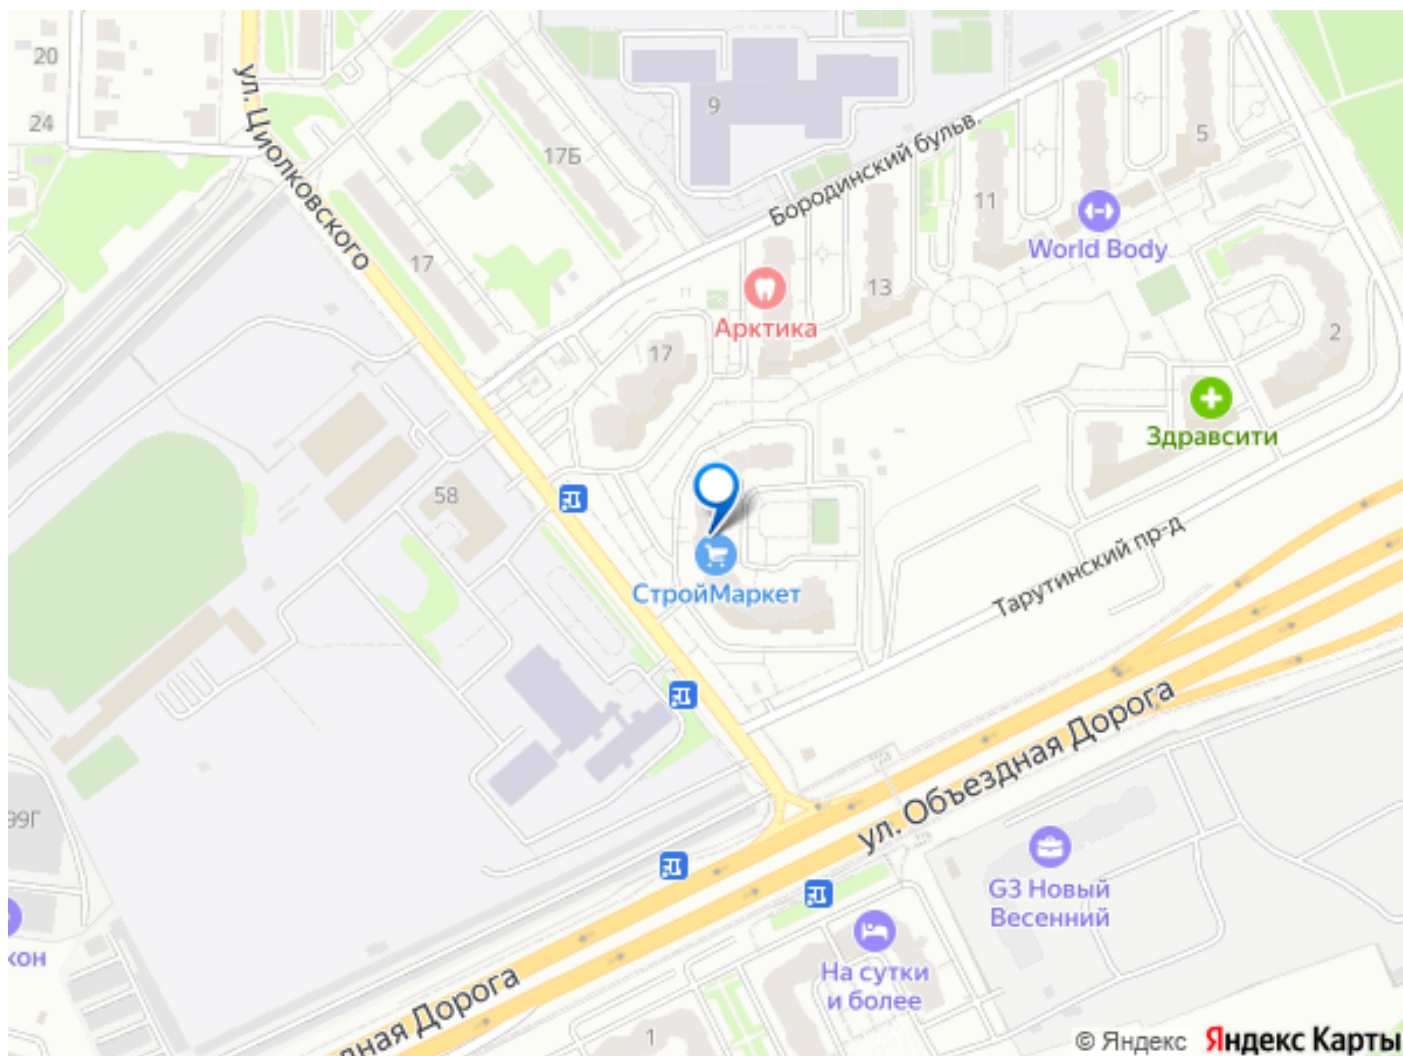 20
24
ул. Циолковского
17Б
9
5
Бородинский бульв.
11
World Body
17
13
Арктика
17
2
Здравсити
58
СтройМаркет
Тарутинский пр-д
ул. Объездная Дорога
99Г
G3 Новый
Весенний
кон
На сутки
и более
дная Дорога
1
© Яндекс Яндекс Карты